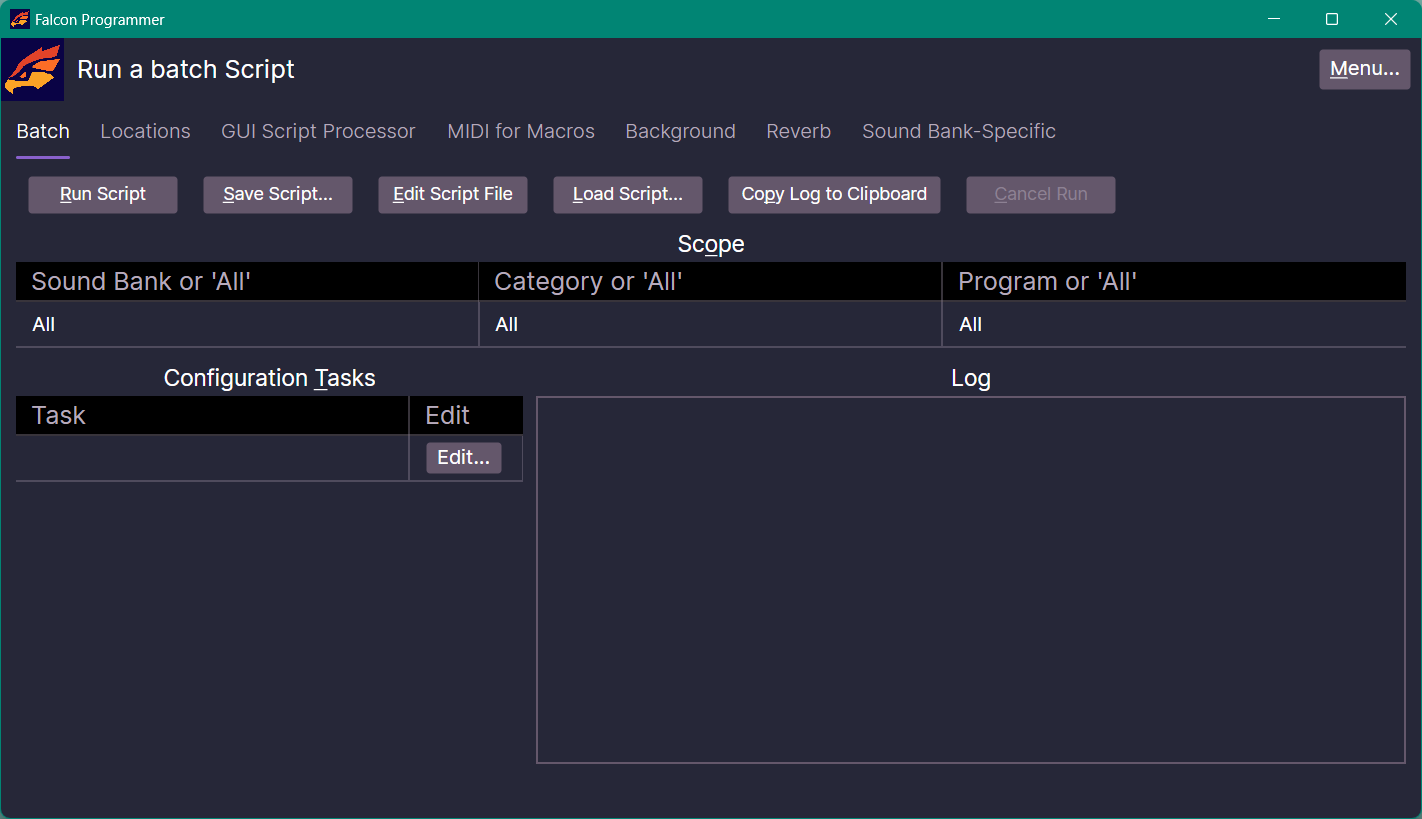 Falcon Programmer
Run a batch Script
Menu...
Batch Locations GUI Script Processor MIDI for Macros Background Reverb Sound Bank-Specific
Run Script Save Script... Edit Script File Load Script... Copy Log to Clipboard Cancel Run
Scope
Sound Bank or 'All' Category or 'All' Program or 'All'
All All All
Configuration Tasks Log
Task Edit
Edit...